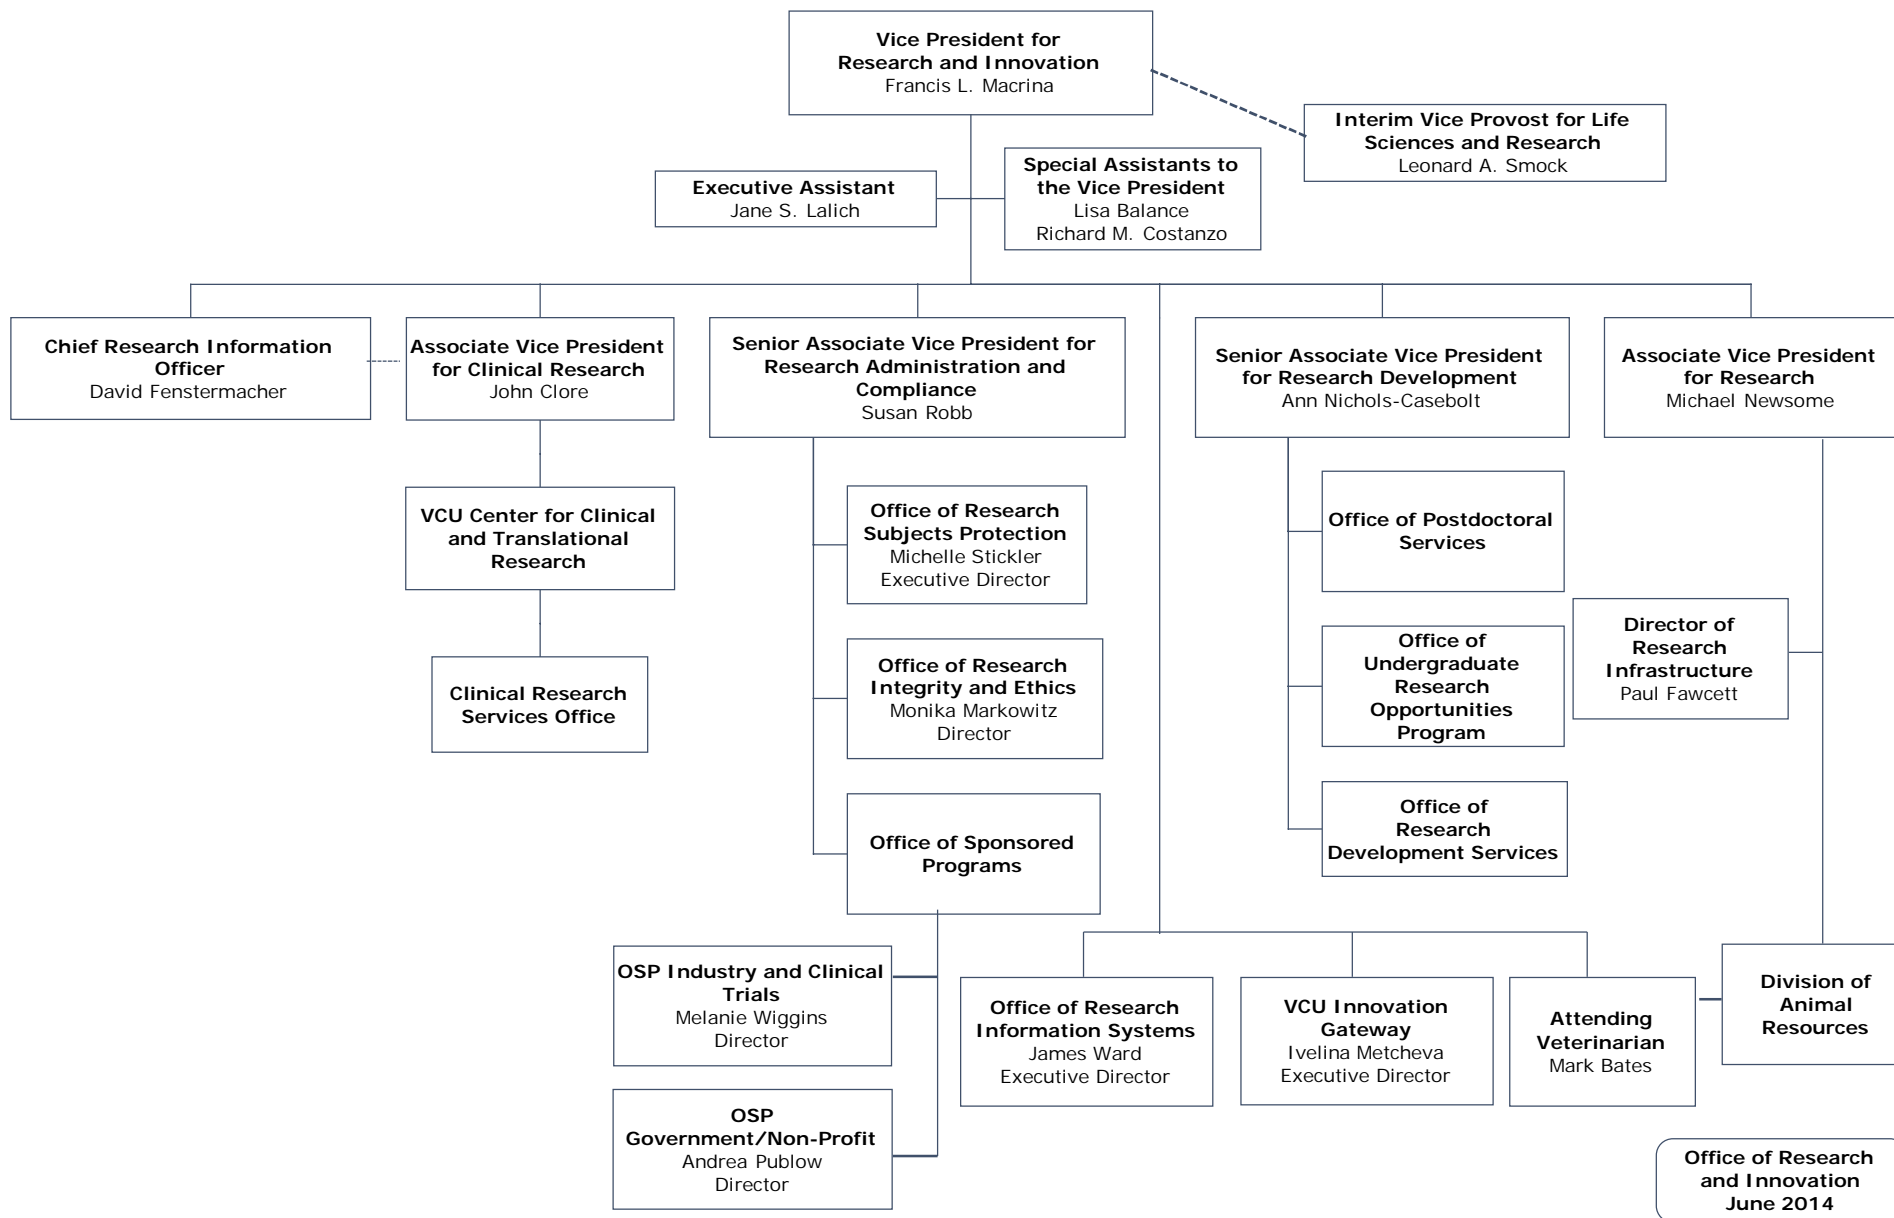 Vice President for
Research and Innovation
Francis L. Macrina
Interim Vice Provost for Life
Sciences and Research
Leonard A. Smock
Executive Assistant
Jane S. Lalich
Special Assistants to
the Vice President
Lisa Balance
Richard M. Costanzo
Chief Research Information
Officer
David Fenstermacher
Associate Vice President
for Clinical Research
John Clore
Senior Associate Vice President for
Research Administration and
Compliance
Susan Robb
Senior Associate Vice President
for Research Development
Ann Nichols-Casebolt
Associate Vice President
for Research
Michael Newsome
VCU Center for Clinical
and Translational
Research
Clinical Research
Services Office
Office of Research
Subjects Protection
Michelle Stickler
Executive Director
Office of Research
Integrity and Ethics
Monika Markowitz
Director
Office of Sponsored
Programs
Office of Postdoctoral
Services
Office of
Undergraduate
Research
Opportunities
Program
Office of
Research
Development Services
Director of
Research
Infrastructure
Paul Fawcett
OSP Industry and Clinical
Trials
Melanie Wiggins
Director
OSP
Government/Non-Profit
Andrea Publow
Director
Office of Research
Information Systems
James Ward
Executive Director
VCU Innovation
Gateway
Ivelina Metcheva
Executive Director
Attending
Veterinarian
Mark Bates
Division of
Animal
Resources
Office of Research
and Innovation
June 2014